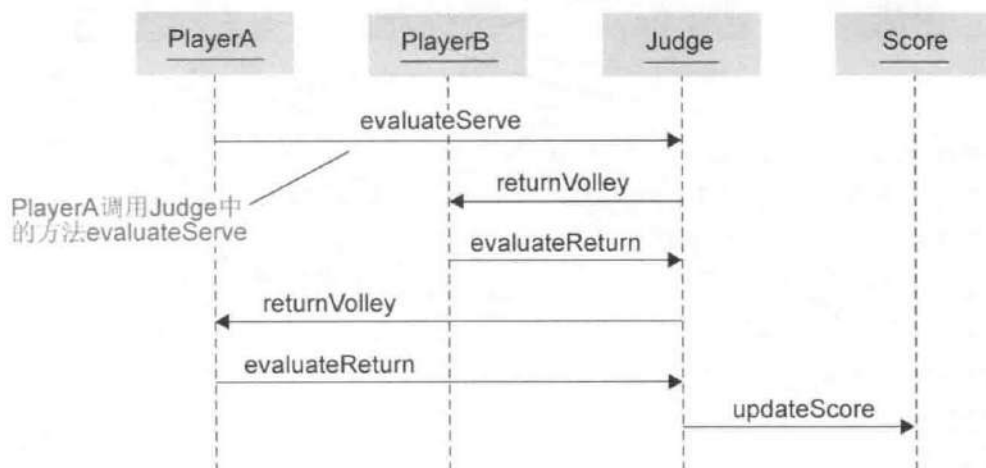 PlayerA
PlayerB
Judge
Score
evaluateServe
returnVolley
PlayerA调用Judge中
的方法evaluateServe
evaluateReturn
returnVolley
evaluateReturn
updateScore